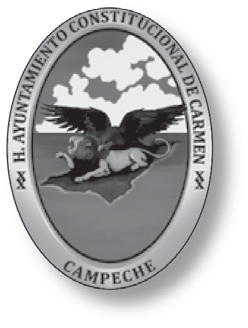 H. AYUNTAMIENTO CONSTITUCIONAL DE CARMEN
CAMPECHE